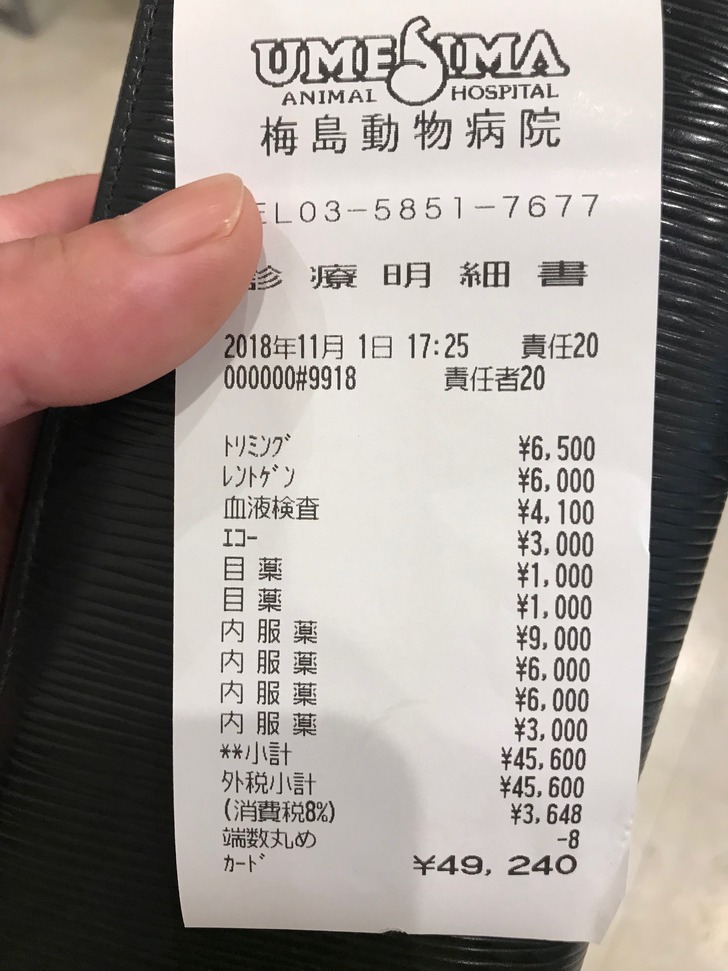 UMESIMA
ANIMAL HOSPITAL
梅島動物病院
EL03-5851-7677
診療明細書
2018年11月 1日 17:25 責任20
000000#9918 責任者20
トリミング ¥6,500
レントゲン ¥6,000
血液検査 ¥4,100
エコー ¥3,000
目薬 ¥1,000
目薬 ¥1,000
内服薬 ¥9,000
内服薬 ¥6,000
内服薬 ¥6,000
内服薬 ¥3,000
**小計 ¥45,600
外税小計 ¥45,600
(消費税8%) ¥3,648
端数丸め -8
カード ¥49,240